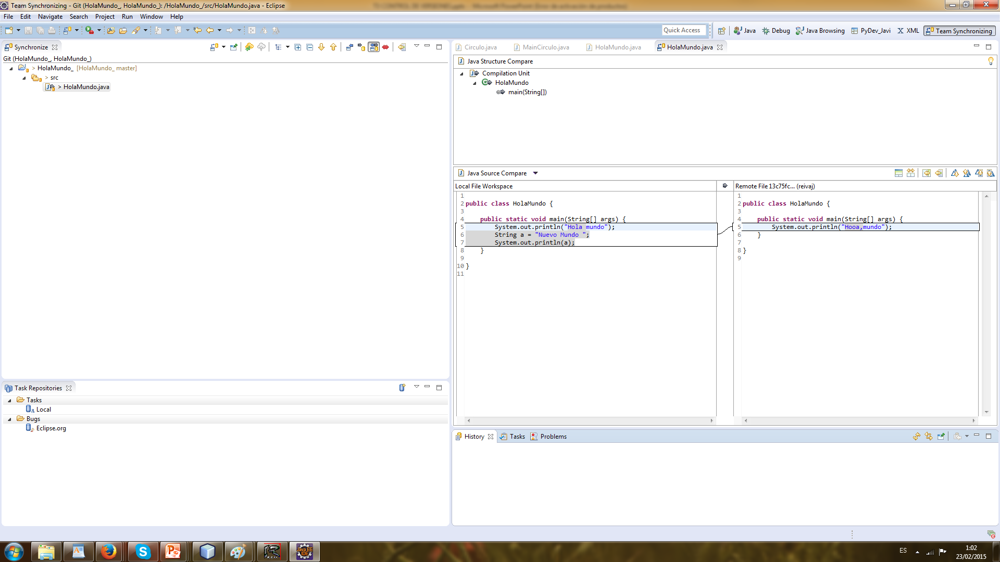 Team Synchronizing - Git (HolaMundo_, HolaMundo_): /HolaMundo_/src/HolaMundo.java - Eclipse
File Edit Navigate Search Project Run Window Help
Quick Access Java Debug Java Browsing PyDev_Javi XML Team Synchronizing
Synchronize
Git (HolaMundo_, HolaMundo_)
> HolaMundo_ [HolaMundo_ master]
> src
> HolaMundo.java
Circulo.java MainCirculo.java HolaMundo.java HolaMundo.java
Java Structure Compare
Compilation Unit
HolaMundo
main(String[])
Java Source Compare
Local File Workspace
1
2 public class HolaMundo {
3
4 public static void main(String[] args) {
5 System.out.println("Hola mundo");
6 String a = "Nuevo Mundo ";
7 System.out.println(a);
8 }
9
10 }
11
Remote File 13c75fc... (reivaj)
1
2 public class HolaMundo {
3
4 public static void main(String[] args) {
5 System.out.println("Hooa,mundo");
6 }
7
8 }
9
Task Repositories
Tasks
Local
Bugs
Eclipse.org
History Tasks Problems
Java EE
IDE
ES
1:02
23/02/2015